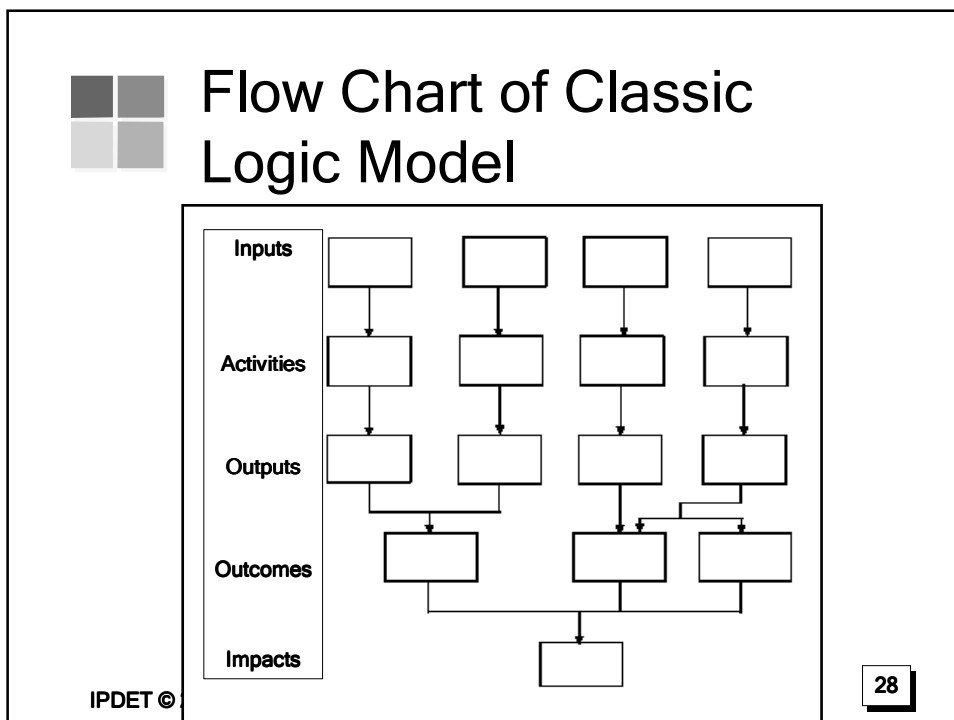 Flow Chart of Classic
Logic Model
Inputs
Activities
Outputs
Outcomes
Impacts
IPDET ©
28